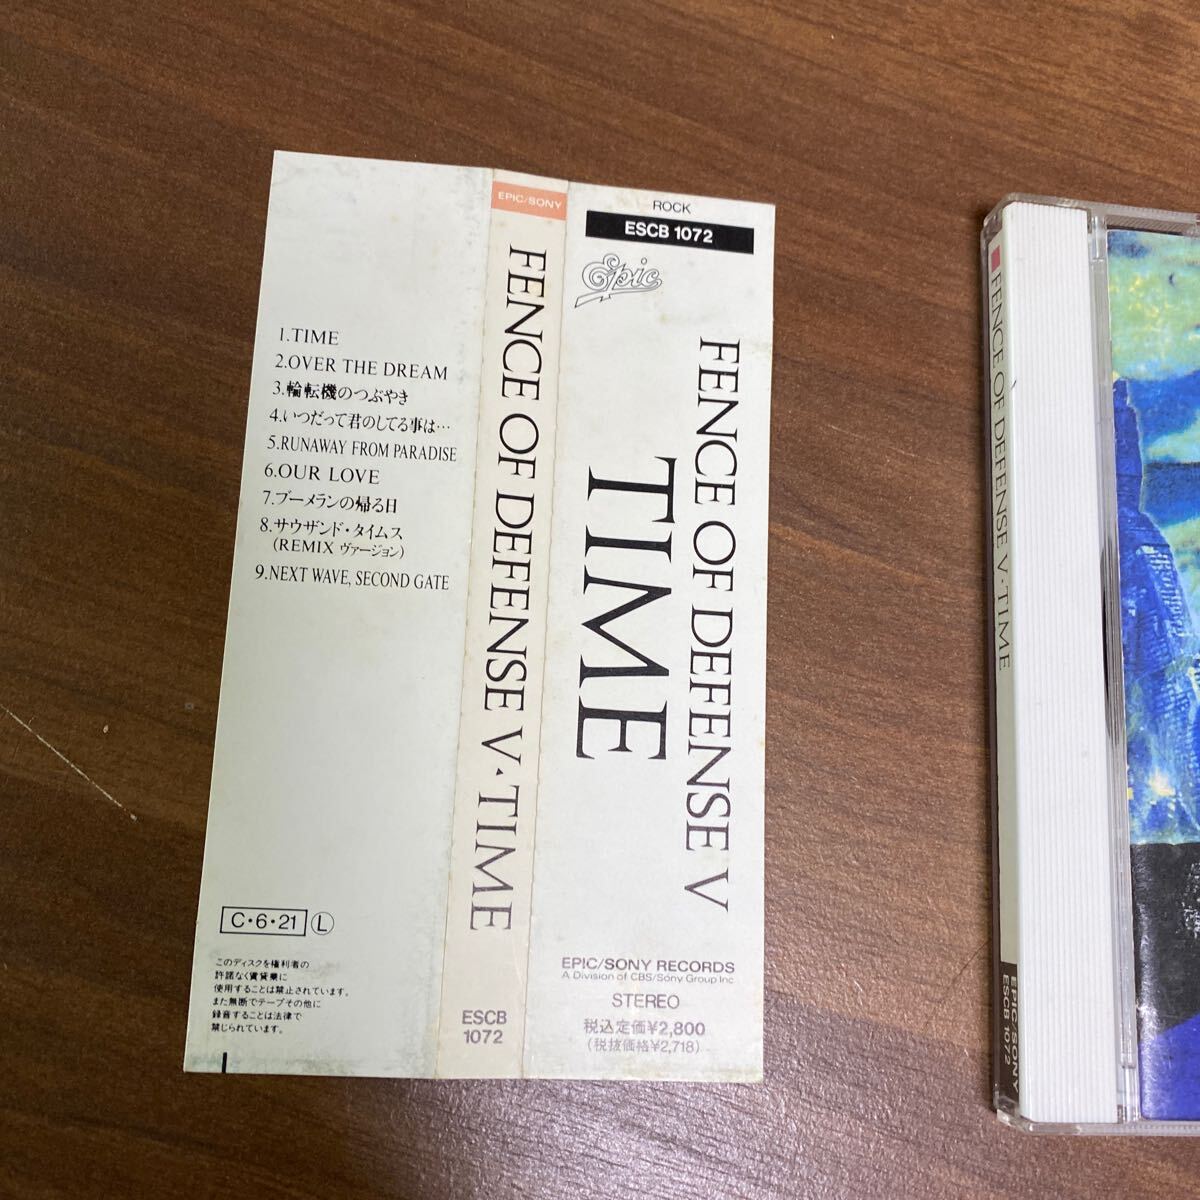 1.TIME
2.OVER THE DREAM
3.輪転機のつぶやき
4.いつだって君のしてる事は…
5.RUNAWAY FROM PARADISE
6.OUR LOVE
7.ブーメランの帰る日
8.サウザンド・タイムス
(REMIX ヴァージョン)
9.NEXT WAVE, SECOND GATE
C・6・21 L
このディスクを権利者の
許諾なく賃貸業に
使用することは禁止されています。
また無断でテープその他に
録音することは法律で
禁じられています。
EPIC/SONY
FENCE OF DEFENSE V・TIME
ESCB
1072
ROCK
ESCB 1072
Epic
FENCE OF DEFENSE V
TIME
EPIC/SONY RECORDS
A Division of CBS/Sony Group Inc
STEREO
税込定価¥2,800
(税抜価格¥2,718)
FENCE OF DEFENSE V・TIME
EPIC/SONY
ESCB 1072